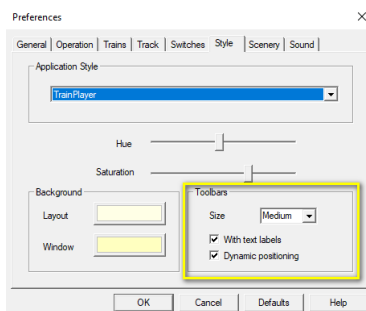 Preferences
General Operation Trains Track Switches Style Scenery Sound
Application Style
TrainPlayer
Hue
Saturation
Background
Layout
Window
Toolbars
Size Medium
With text labels
Dynamic positioning
OK Cancel Defaults Help